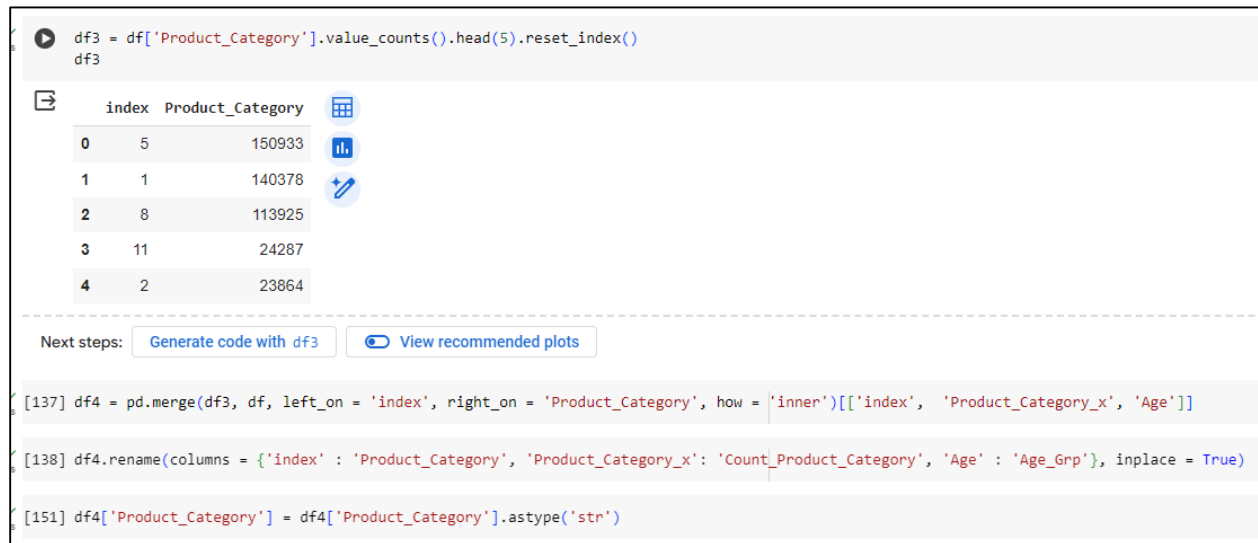 df3 = df['Product_Category'].value_counts().head(5).reset_index()
df3
index Product_Category
0 5 150933
1 1 140378
2 8 113925
3 11 24287
4 2 23864
Next steps: Generate code with df3 View recommended plots
[137] df4 = pd.merge(df3, df, left_on = 'index', right_on = 'Product_Category', how = 'inner')[['index',  'Product_Category_x', 'Age']]
[138] df4.rename(columns = {'index' : 'Product_Category', 'Product_Category_x': 'Count_Product_Category', 'Age' : 'Age_Grp'}, inplace = True)
[151] df4['Product_Category'] = df4['Product_Category'].astype('str')